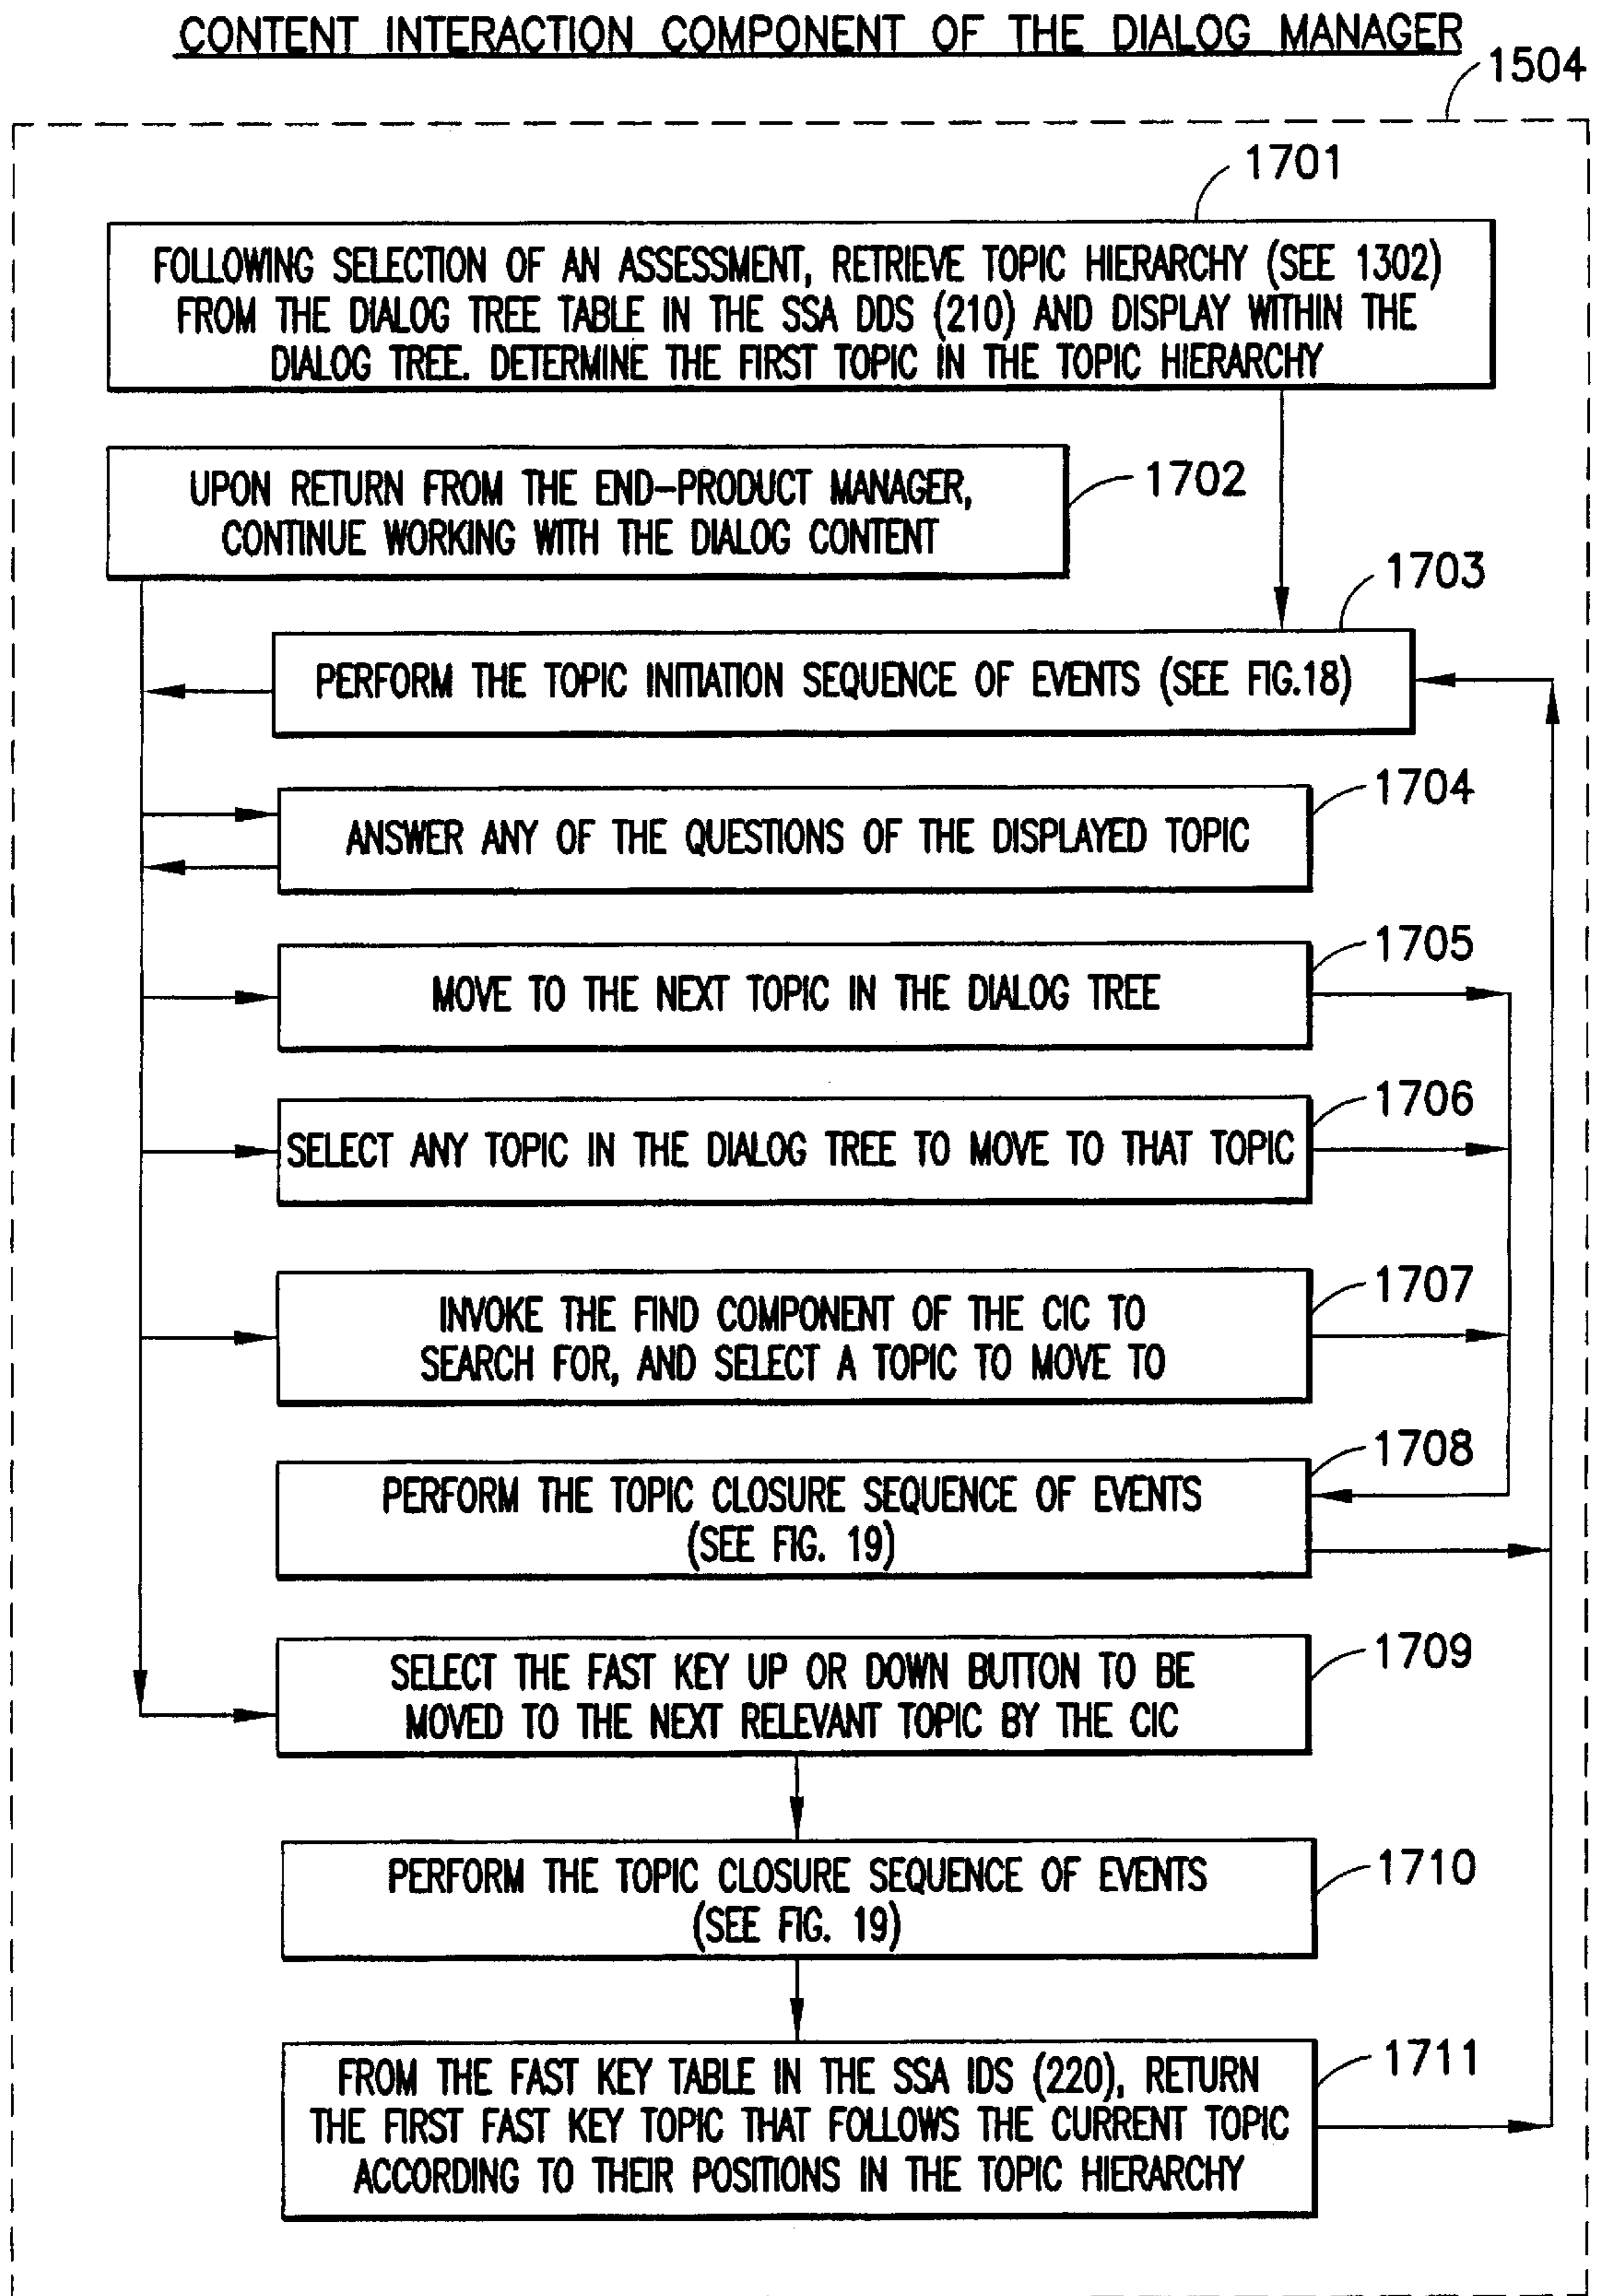 CONTENT INTERACTION COMPONENT OF THE DIALOG MANAGER
1504
1701
FOLLOWING SELECTION OF AN ASSESSMENT, RETRIEVE TOPIC HIERARCHY (SEE 1302)
FROM THE DIALOG TREE TABLE IN THE SSA DDS (210) AND DISPLAY WITHIN THE
DIALOG TREE. DETERMINE THE FIRST TOPIC IN THE TOPIC HIERARCHY
UPON RETURN FROM THE END-PRODUCT MANAGER,
CONTINUE WORKING WITH THE DIALOG CONTENT
1702
1703
PERFORM THE TOPIC INITIATION SEQUENCE OF EVENTS (SEE FIG.18)
1704
ANSWER ANY OF THE QUESTIONS OF THE DISPLAYED TOPIC
1705
MOVE TO THE NEXT TOPIC IN THE DIALOG TREE
1706
SELECT ANY TOPIC IN THE DIALOG TREE TO MOVE TO THAT TOPIC
1707
INVOKE THE FIND COMPONENT OF THE CIC TO
SEARCH FOR, AND SELECT A TOPIC TO MOVE TO
1708
PERFORM THE TOPIC CLOSURE SEQUENCE OF EVENTS
(SEE FIG. 19)
1709
SELECT THE FAST KEY UP OR DOWN BUTTON TO BE
MOVED TO THE NEXT RELEVANT TOPIC BY THE CIC
1710
PERFORM THE TOPIC CLOSURE SEQUENCE OF EVENTS
(SEE FIG. 19)
1711
FROM THE FAST KEY TABLE IN THE SSA IDS (220), RETURN
THE FIRST FAST KEY TOPIC THAT FOLLOWS THE CURRENT TOPIC
ACCORDING TO THEIR POSITIONS IN THE TOPIC HIERARCHY